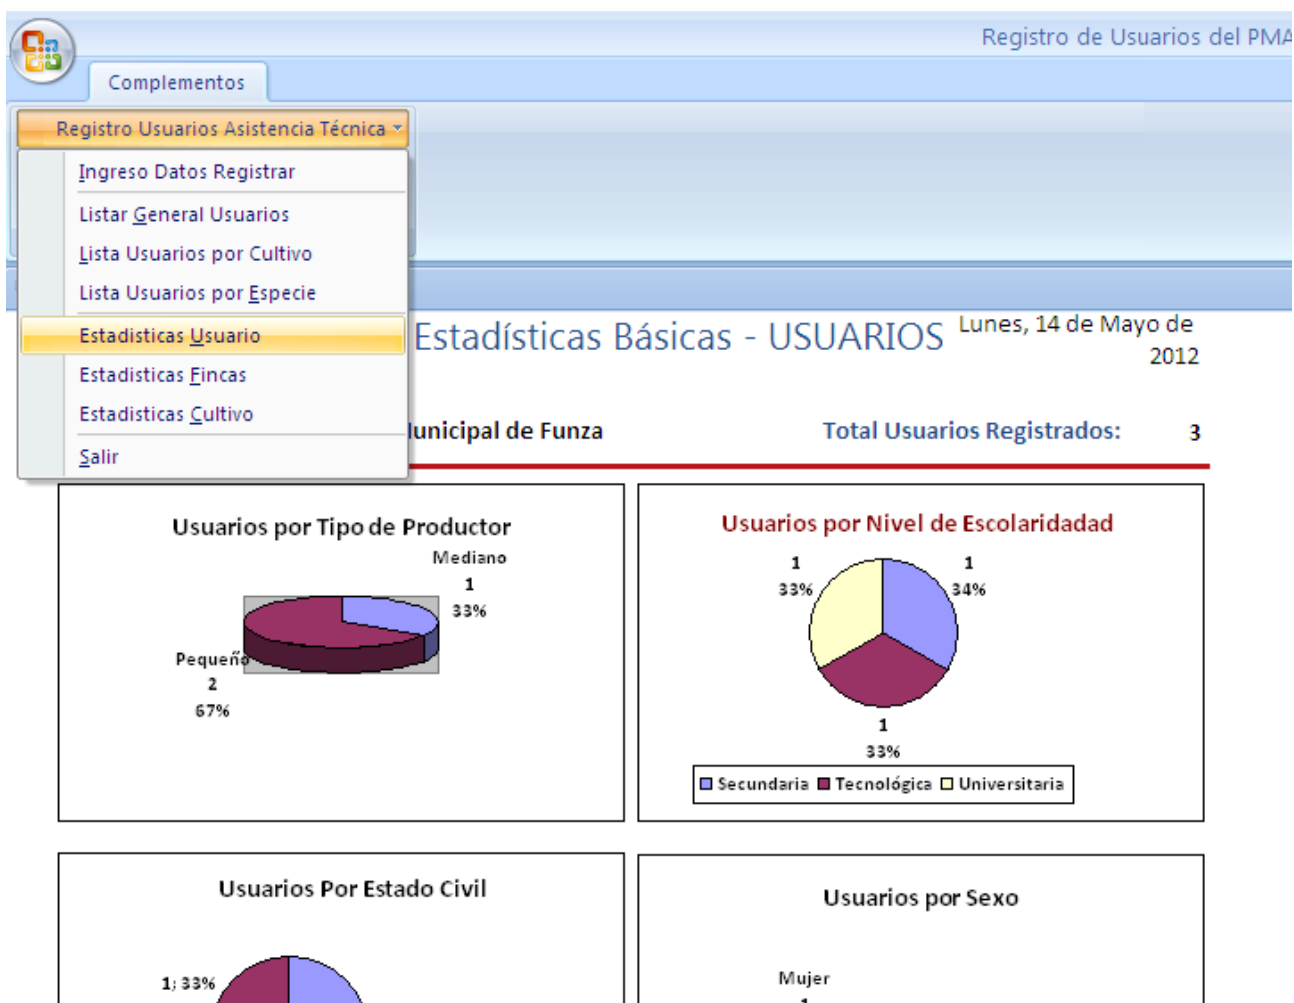 Registro de Usuarios del PMA
Complementos
Registro Usuarios Asistencia Técnica
Ingreso Datos Registrar
Listar General Usuarios
Lista Usuarios por Cultivo
Lista Usuarios por Especie
Estadisticas Usuario
Estadisticas Fincas
Estadisticas Cultivo
Salir
Estadísticas Básicas - USUARIOS
Lunes, 14 de Mayo de
2012
unicipal de Funza
Total Usuarios Registrados: 3
Usuarios por Tipo de Productor
Mediano
1
33%
Pequeño
2
67%
Usuarios por Nivel de Escolaridadad
1
33%
1
34%
1
33%
Secundaria Tecnológica Universitaria
Usuarios Por Estado Civil
1; 33%
Usuarios por Sexo
Mujer